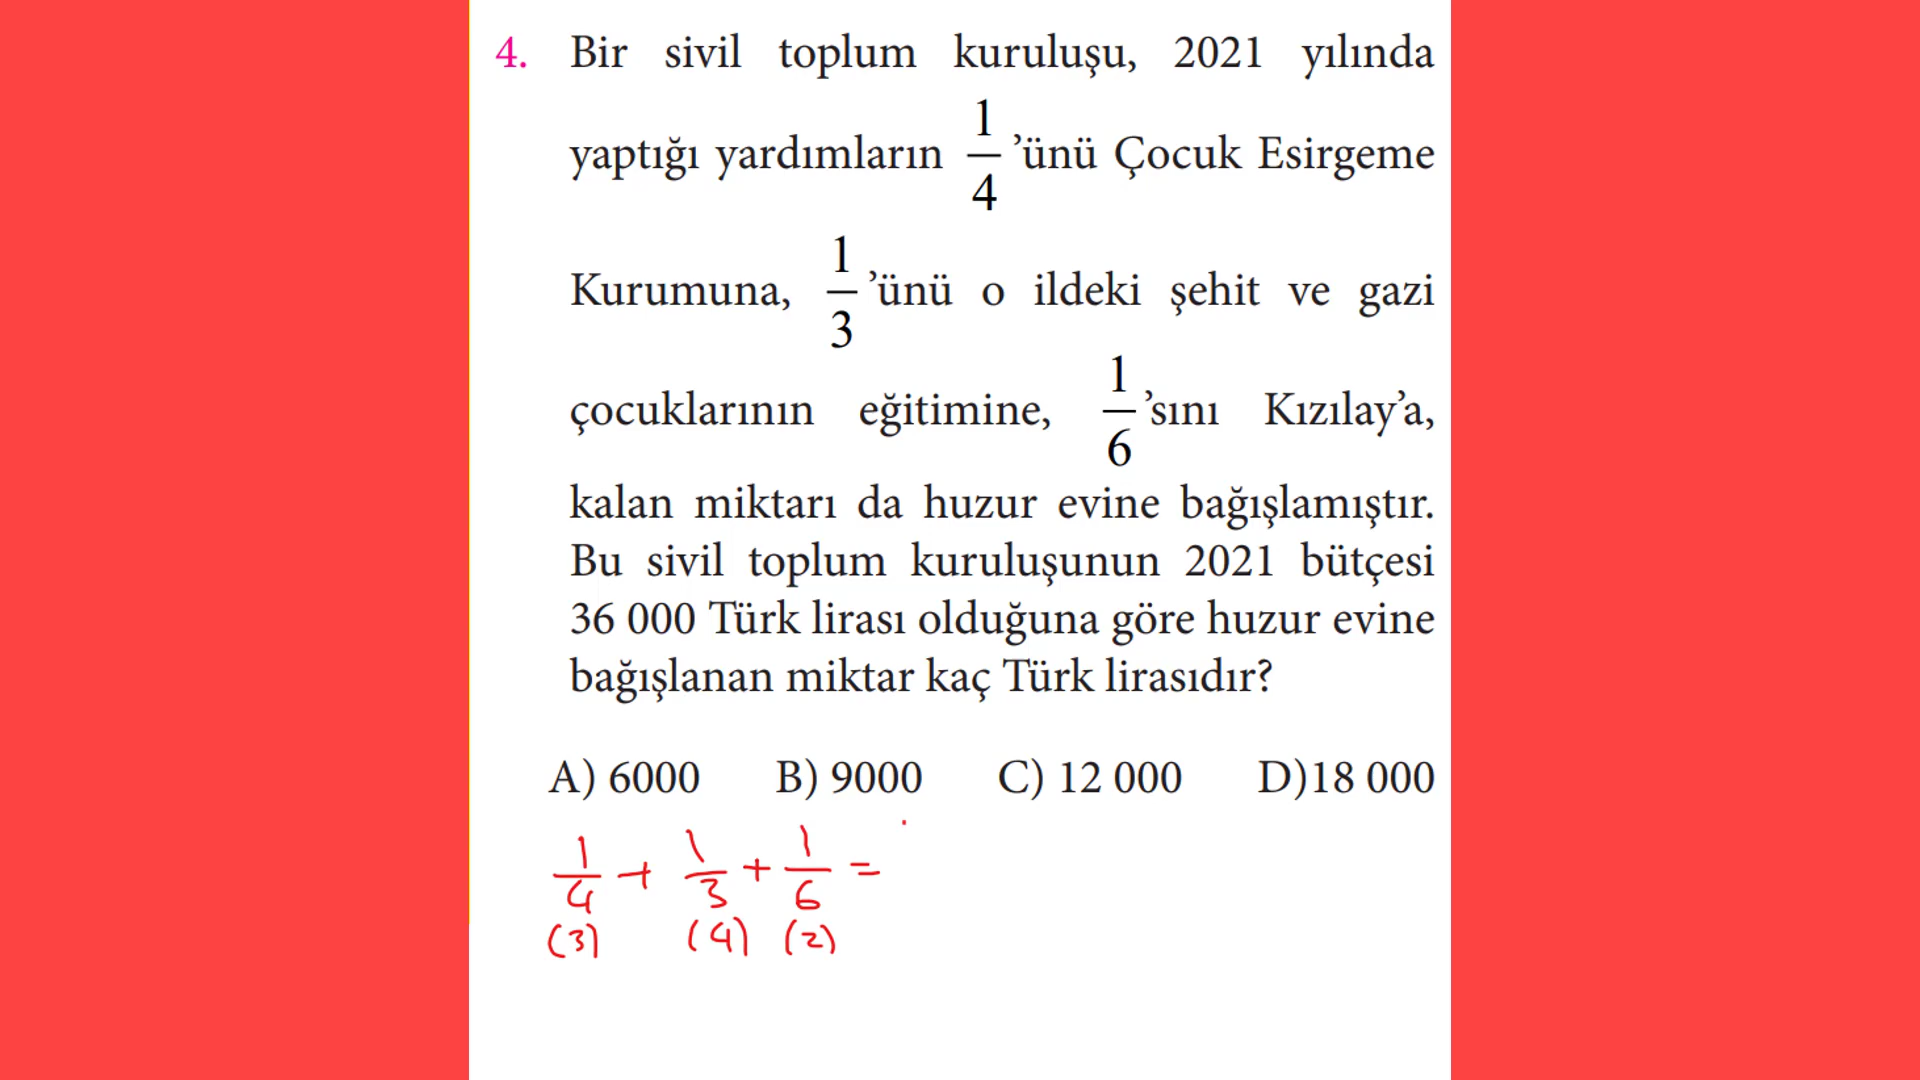 4. Bir sivil toplum kuruluşu, 2021 yılında
yaptığı yardımların 1/4 ’ünü Çocuk Esirgeme
Kurumuna, 1/3 ’ünü o ildeki şehit ve gazi
çocuklarının eğitimine, 1/6 ’sını Kızılay’a,
kalan miktarı da huzur evine bağışlamıştır.
Bu sivil toplum kuruluşunun 2021 bütçesi
36 000 Türk lirası olduğuna göre huzur evine
bağışlanan miktar kaç Türk lirasıdır?
A) 6000 B) 9000 C) 12 000 D)18 000
1/4 + 1/3 + 1/6 =
(3) (4) (2)